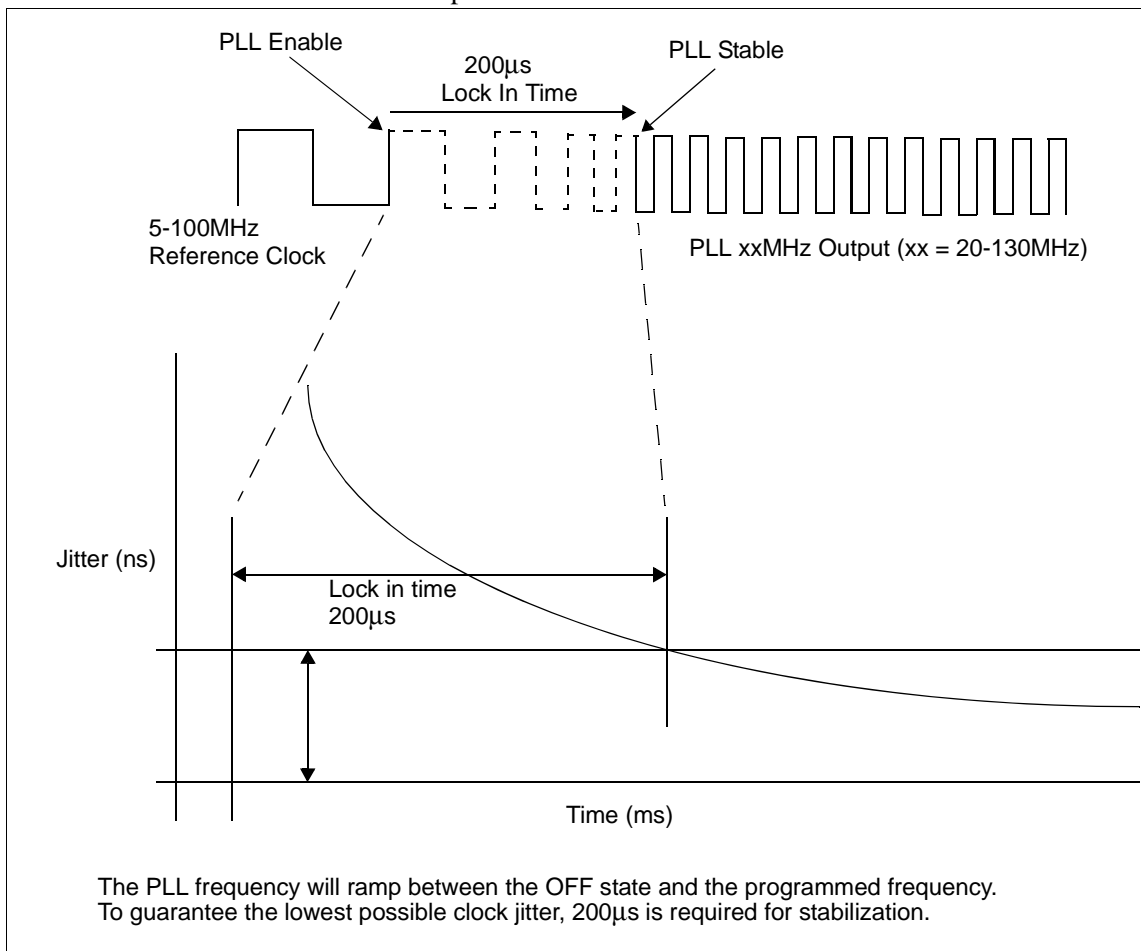 PLL Enable
200μs
Lock In Time
PLL Stable
5-100MHz
Reference Clock
PLL xxMHz Output (xx = 20-130MHz)
Jitter (ns)
Lock in time
200μs
Time (ms)
The PLL frequency will ramp between the OFF state and the programmed frequency.
To guarantee the lowest possible clock jitter, 200μs is required for stabilization.